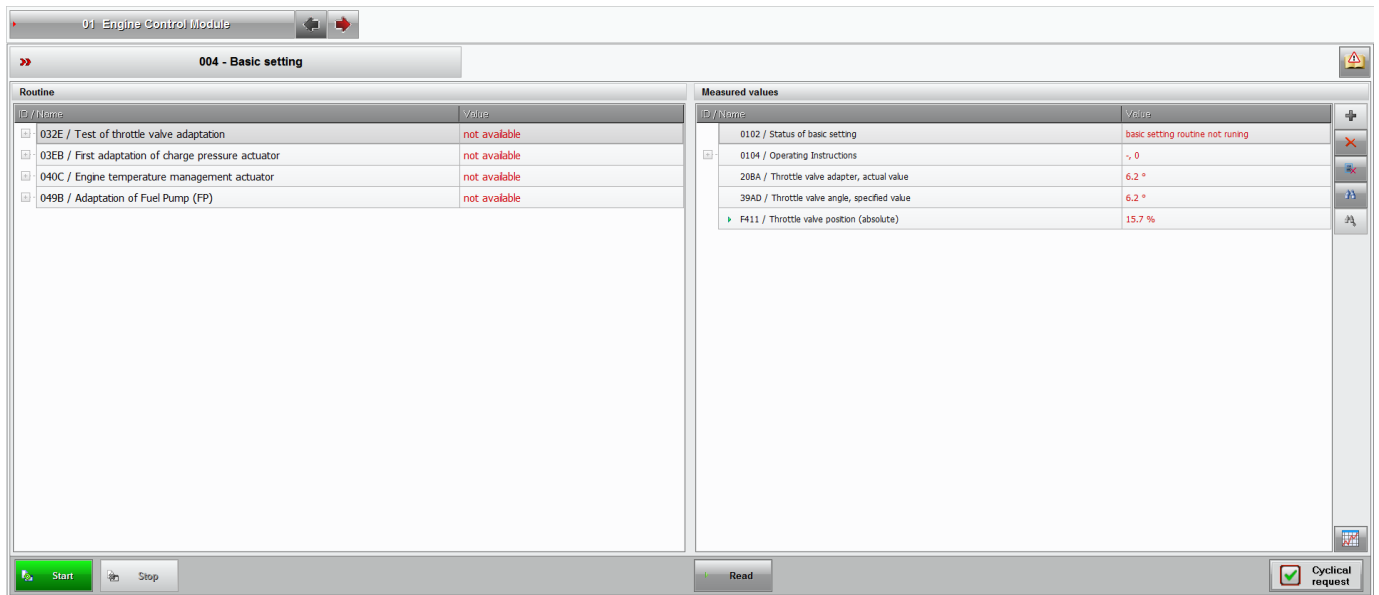 01 Engine Control Module
004 - Basic setting
Routine
ID / Name Value
032E / Test of throttle valve adaptation not available
03EB / First adaptation of charge pressure actuator not available
040C / Engine temperature management actuator not available
049B / Adaptation of Fuel Pump (FP) not available
Measured values
ID / Name Value
0102 / Status of basic setting basic setting routine not runing
0104 / Operating Instructions -, 0
20BA / Throttle valve adapter, actual value 6.2 °
39AD / Throttle valve angle, specified value 6.2 °
F411 / Throttle valve position (absolute) 15.7 %
Start Stop Read Cyclical
request